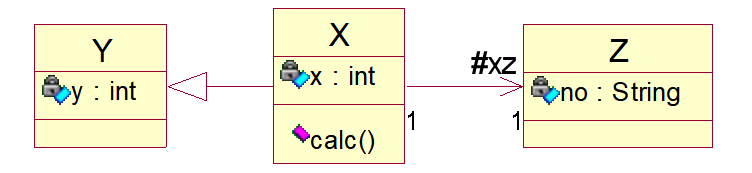 Y
y : int
X
x : int
calc()
#xz
1
1
Z
no : String